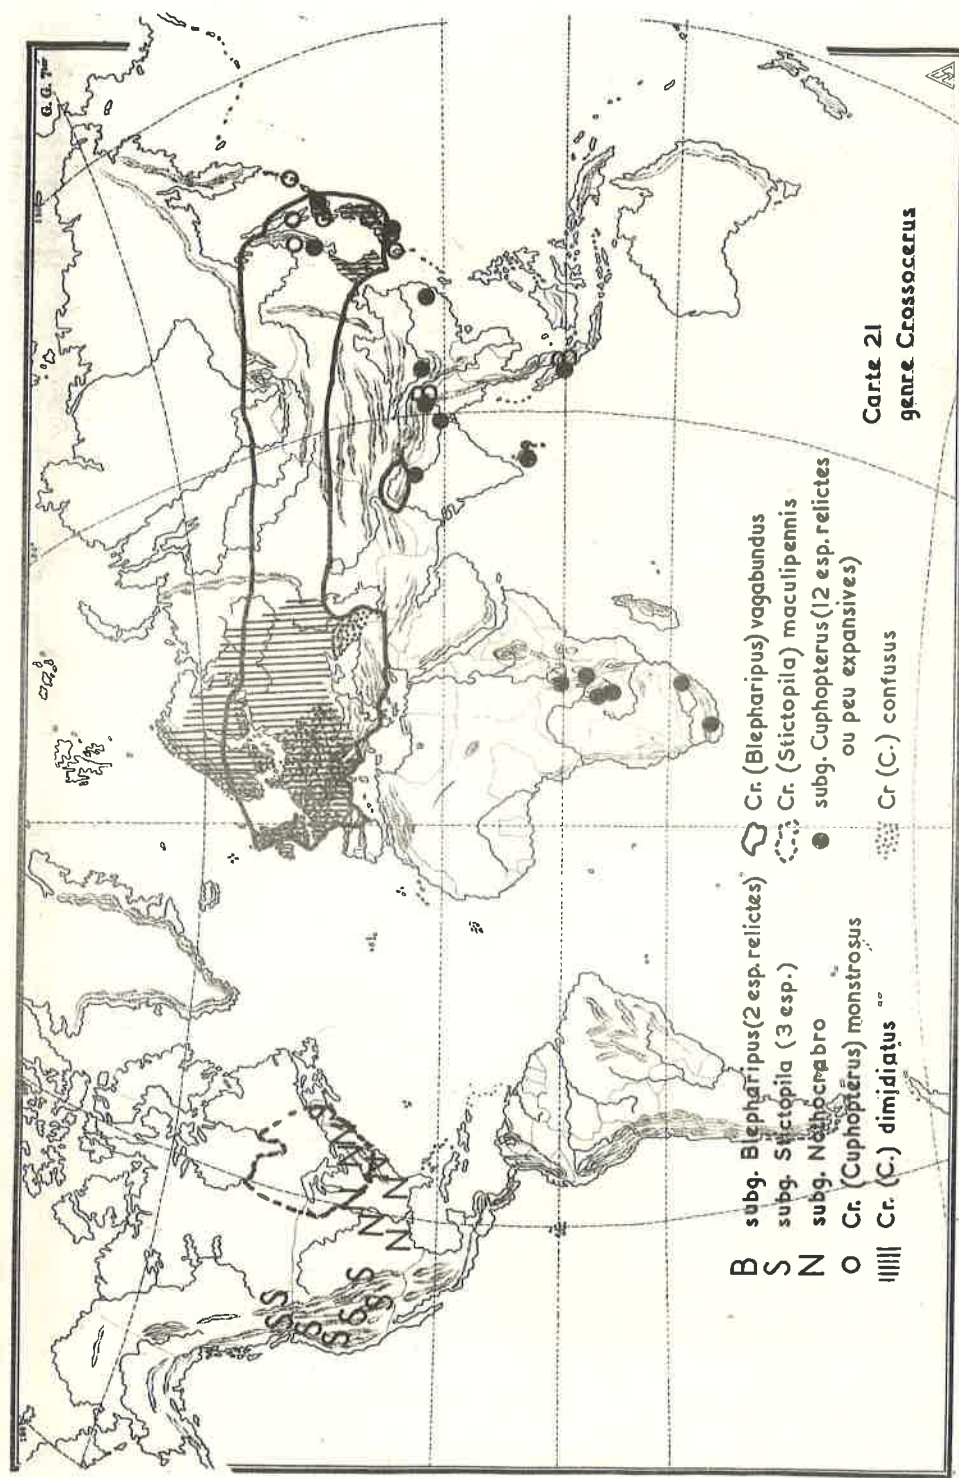 B subg. Blepharipus (2 esp. relictes)
S subg. Stictopila (3 esp.)
N subg. Nothocrabro
O Cr. (Cuphopterus) monstrosus
Cr. (C.) dimidiatus
Cr. (Blepharipus) vagabundus
Cr. (Stictopila) maculipennis
subg. Cuphopterus (12 esp. relictes
ou peu expansives)
Cr (C.) confusus
Carte 21
genre Crossocerus
S S S S S S S S
N N N N N